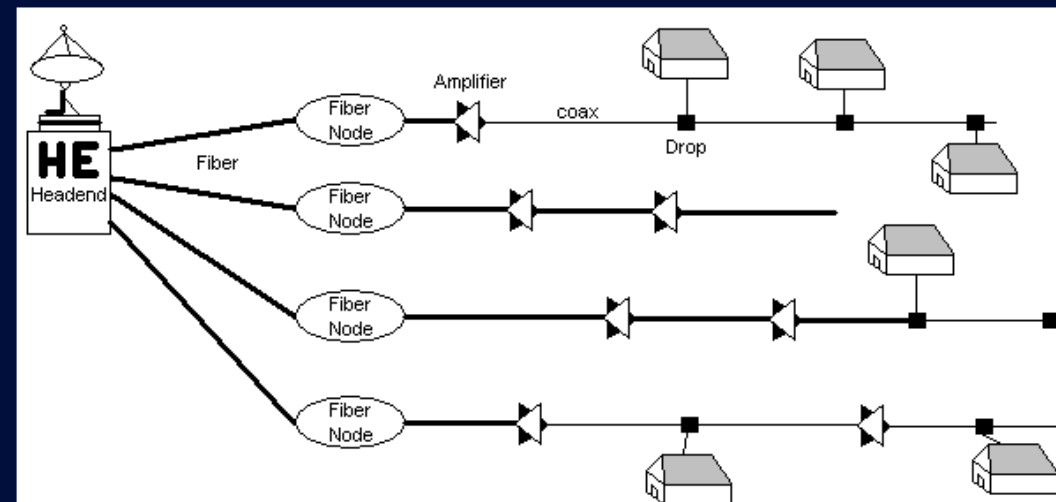 Amplifier
Fiber
Node
coax
HE
Headend
Fiber
Drop
Fiber
Node
Fiber
Node
Fiber
Node